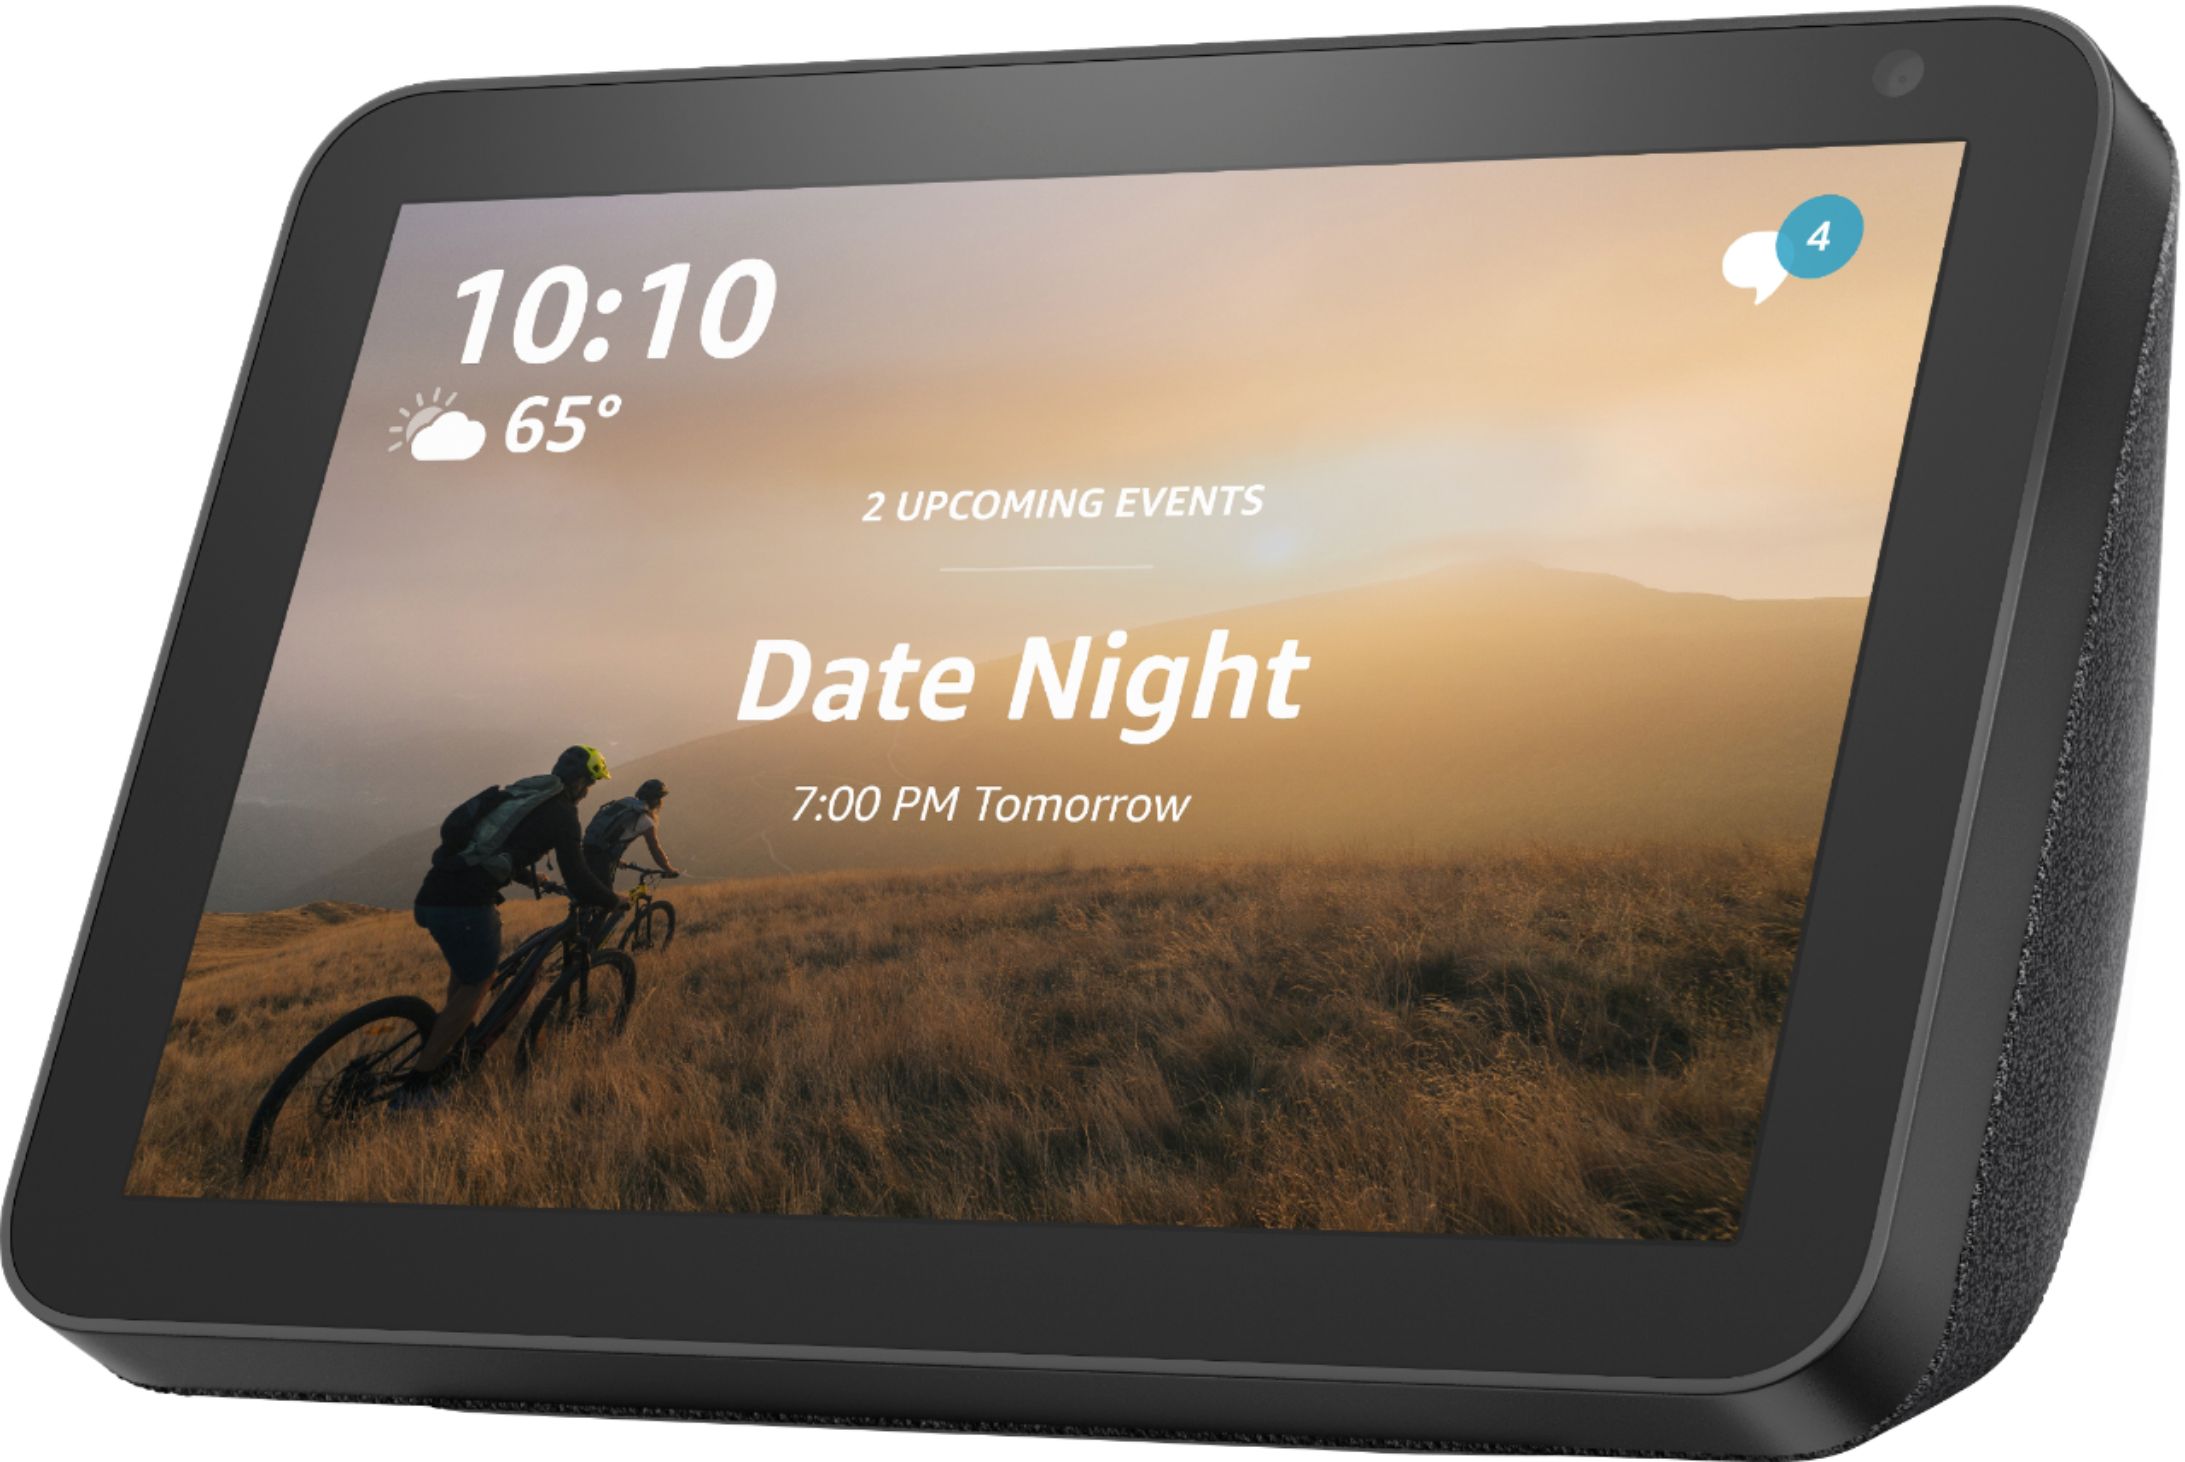 10:10
4
65°
2 UPCOMING EVENTS
Date Night
7:00 PM Tomorrow